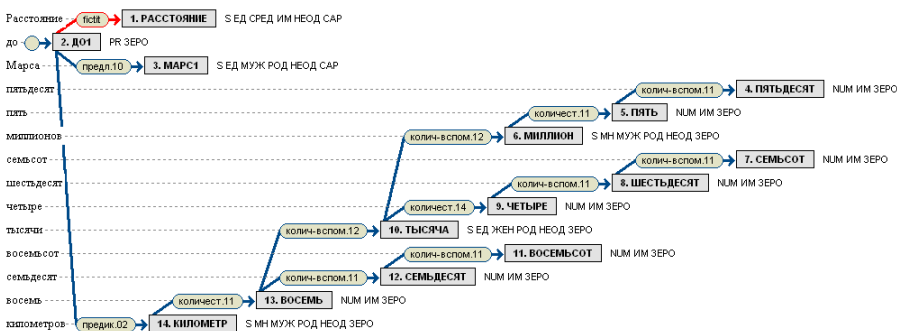 Расстояние fictit 1. РАССТОЯНИЕ S ЕД СРЕД ИМ НЕОД CAP
до 2. ДО1 PR ЗЕРО
Марса предл.10 3. МАРС1 S ЕД МУЖ РОД НЕОД CAP
пятьдесят колич-вспом.11 4. ПЯТЬДЕСЯТ NUM ИМ ЗЕРО
пять количест.11 5. ПЯТЬ NUM ИМ ЗЕРО
миллионов колич-вспом.12 6. МИЛЛИОН S МН МУЖ РОД НЕОД ЗЕРО
семьсот колич-вспом.11 7. СЕМЬСОТ NUM ИМ ЗЕРО
шестьдесят колич-вспом.11 8. ШЕСТЬДЕСЯТ NUM ИМ ЗЕРО
четыре количест.14 9. ЧЕТЫРЕ NUM ИМ ЗЕРО
тысячи колич-вспом.12 10. ТЫСЯЧА S ЕД ЖЕН РОД НЕОД ЗЕРО
восемьсот колич-вспом.11 11. ВОСЕМЬСОТ NUM ИМ ЗЕРО
семьдесят колич-вспом.11 12. СЕМЬДЕСЯТ NUM ИМ ЗЕРО
восемь количест.11 13. ВОСЕМЬ NUM ИМ ЗЕРО
километров предик.02 14. КИЛОМЕТР S МН МУЖ РОД НЕОД ЗЕРО